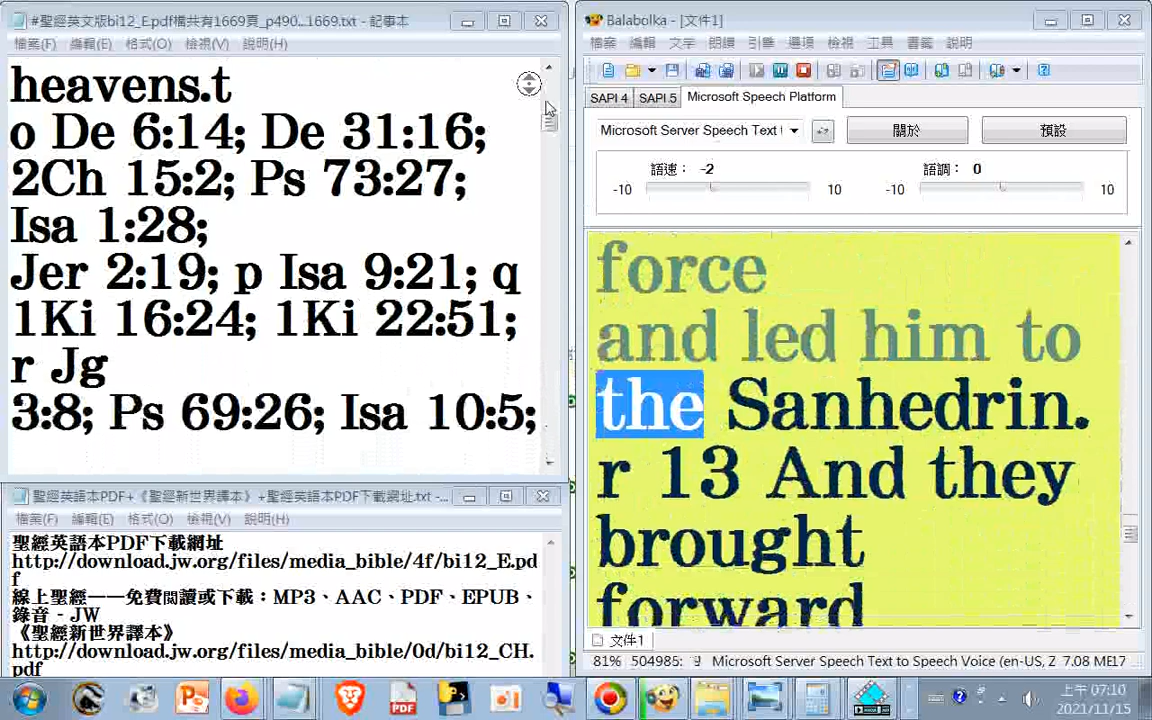 #聖經英文版bi12_E.pdf檔共有1669頁_p490..._1669.txt - 記事本
檔案(F) 編輯(E) 格式(O) 檢視(V) 說明(H)
heavens.t
o De 6:14; De 31:16;
2Ch 15:2; Ps 73:27;
Isa 1:28;
Jer 2:19; p Isa 9:21; q
1Ki 16:24; 1Ki 22:51;
r Jg
3:8; Ps 69:26; Isa 10:5;
聖經英語本PDF+《聖經新世界譯本》+聖經英語本PDF下載網址.txt -...
檔案(F) 編輯(E) 格式(O) 檢視(V) 說明(H)
聖經英語本PDF下載網址
http://download.jw.org/files/media_bible/4f/bi12_E.pd
f
線上聖經——免費閱讀或下載：MP3、AAC、PDF、EPUB、
錄音 - JW
《聖經新世界譯本》
http://download.jw.org/files/media_bible/0d/bi12_CH.
pdf
Balabolka - [文件1]
檔案 編輯 文字 朗讀 引擎 選項 檢視 工具 書籤 說明
SAPI 4 SAPI 5 Microsoft Speech Platform
Microsoft Server Speech Text
關於 預設
語速： -2 語調： 0
-10 10 -10 10
force
and led him to
the Sanhedrin.
r 13 And they
brought
forward
文件1
81% 504985: Microsoft Server Speech Text to Speech Voice (en-US, Z 7.08 ME17
上午 07:10
2021/11/15